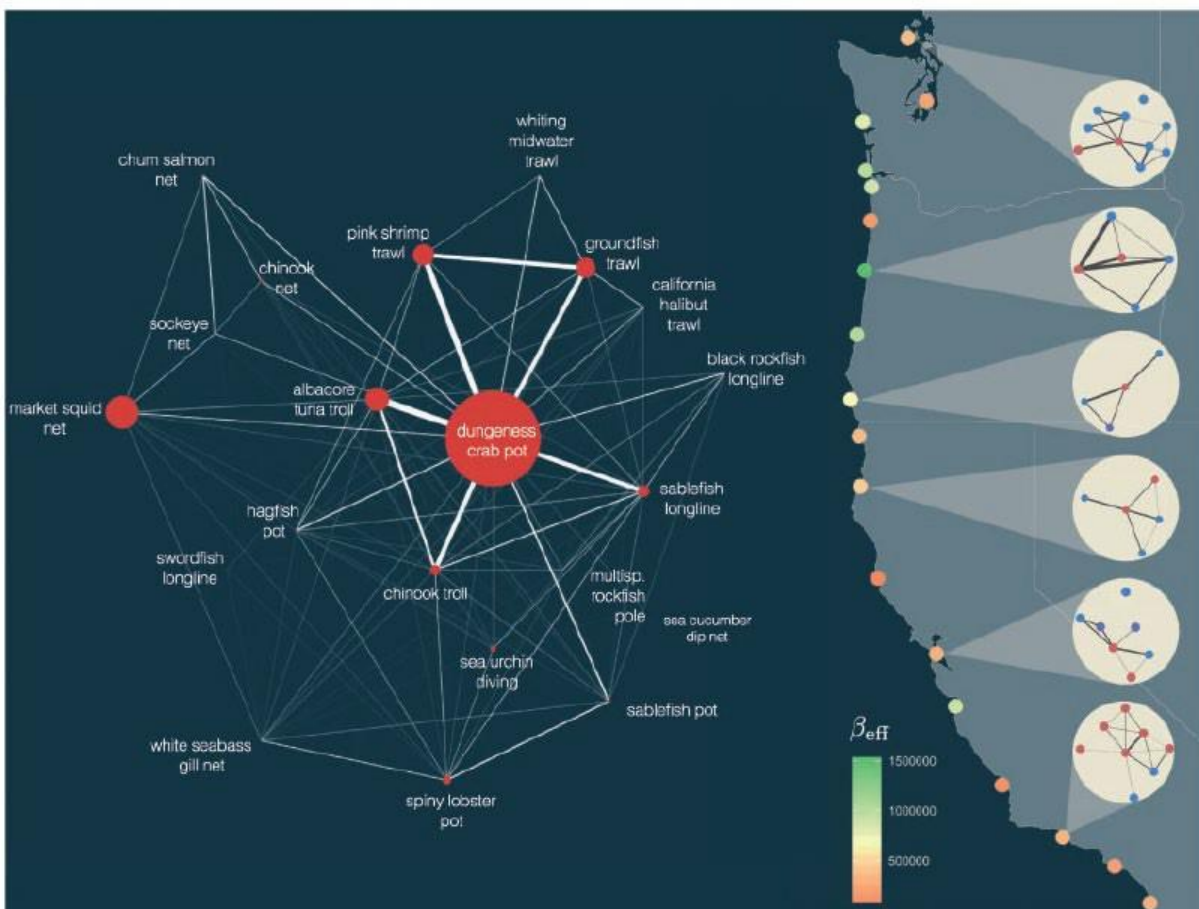 whiting
midwater
trawl
chum salmon
net
pink shrimp
trawl
groundfish
trawl
chinook
net
california
halibut
trawl
sockeye
net
black rockfish
longline
albacore
tuna troll
market squid
net
dungeness
crab pot
sablefish
longline
hagfish
pot
swordfish
longline
chinook troll
multisp.
rockfish
pole
sea cucumber
dip net
sea urchin
diving
sablefish pot
white seabass
gill net
spiny lobster
pot
βeff
1500000
1000000
500000